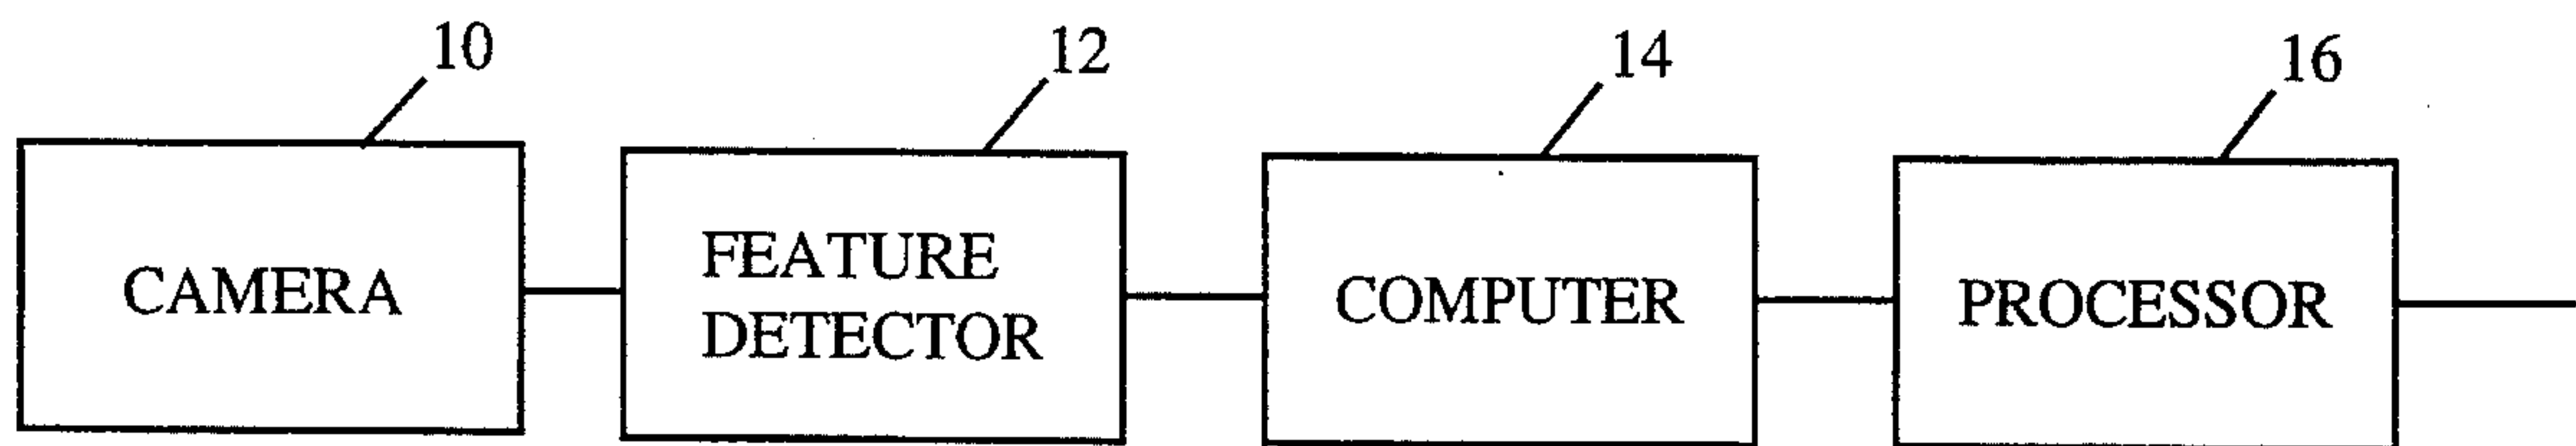 10
12
14
16
CAMERA
FEATURE
DETECTOR
COMPUTER
PROCESSOR